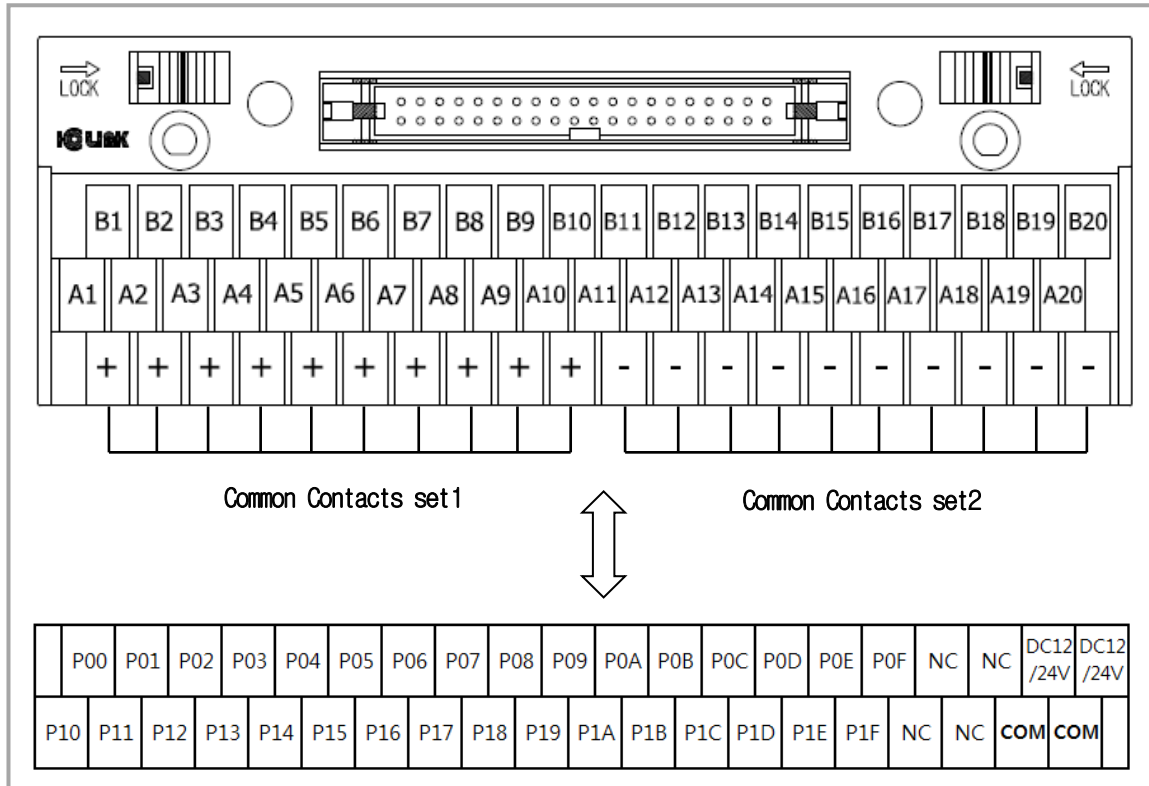 LOCK LOCK
B1 B2 B3 B4 B5 B6 B7 B8 B9 B10 B11 B12 B13 B14 B15 B16 B17 B18 B19 B20
A1 A2 A3 A4 A5 A6 A7 A8 A9 A10 A11 A12 A13 A14 A15 A16 A17 A18 A19 A20
+ + + + + + + + + + - - - - - - - - - -
Common Contacts set1 Common Contacts set2
P00 P01 P02 P03 P04 P05 P06 P07 P08 P09 P0A P0B P0C P0D P0E P0F NC NC DC12 DC12
/24V /24V
P10 P11 P12 P13 P14 P15 P16 P17 P18 P19 P1A P1B P1C P1D P1E P1F NC NC COM COM